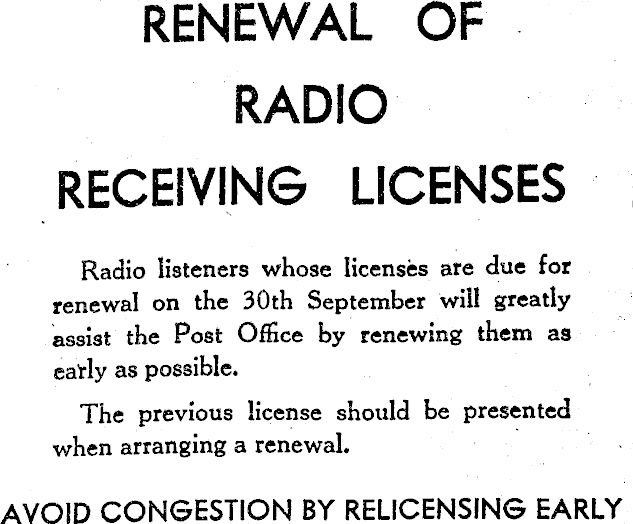 RENEWAL OF
RADIO
RECEIVING LICENSES
Radio listeners whose licenses are due for
renewal on the 30th September will greatly
assist the Post Office by renewing them as
early as possible.
The previous license should be presented
when arranging a renewal.
AVOID CONGESTION BY RELICENSING EARLY